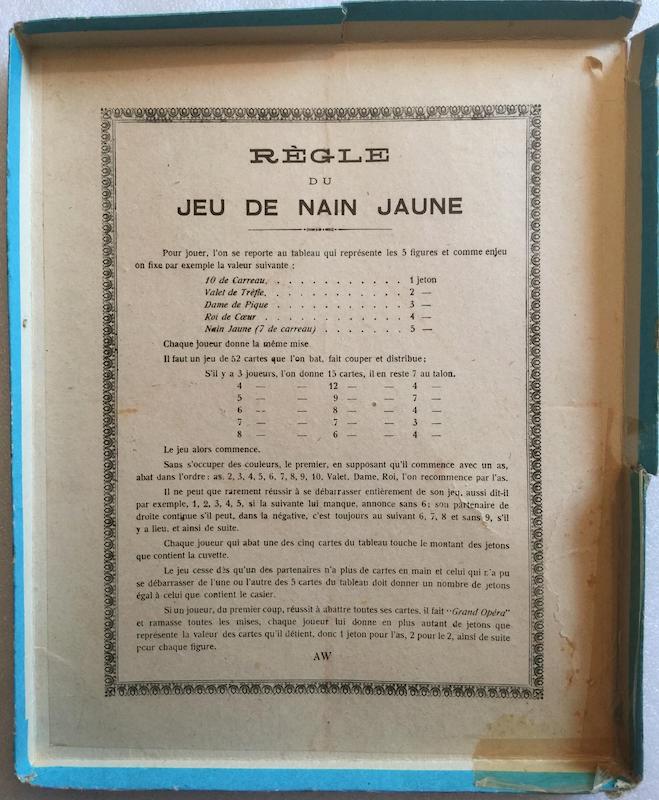 RÈGLE
DU
JEU DE NAIN JAUNE
Pour jouer, l'on se reporte au tableau qui représente les 5 figures et comme enjeu
on fixe par exemple la valeur suivante :
10 de Carreau. . . . . . . . . . . . 1 jeton
Valet de Trèfle. . . . . . . . . . . . 2 —
Dame de Pique . . . . . . . . . . . 3 —
Roi de Cœur . . . . . . . . . . . . 4 —
Nain Jaune (7 de carreau) . . . . . . . 5 —
Chaque joueur donne la même mise
Il faut un jeu de 52 cartes que l'on bat, fait couper et distribue;
S'il y a 3 joueurs, l'on donne 15 cartes, il en reste 7 au talon.
4 — — 12 — — 4 —
5 — — 9 — — 7 —
6 — — 8 — — 4 —
7 — — 7 — — 3 —
8 — — 6 — — 4 —
Le jeu alors commence.
Sans s'occuper des couleurs, le premier, en supposant qu'il commence avec un as,
abat dans l'ordre: as, 2, 3, 4, 5, 6, 7, 8, 9, 10, Valet, Dame, Roi, l'on recommence par l'as.
Il ne peut que rarement réussir à se débarrasser entièrement de son jeu, aussi dit-il
par exemple, 1, 2, 3, 4, 5, si la suivante lui manque, annonce sans 6; son partenaire de
droite continue s'il peut, dans la négative, c'est toujours au suivant 6, 7, 8 et sans 9, s'il
y a lieu, et ainsi de suite.
Chaque joueur qui abat une des cinq cartes du tableau touche le montant des jetons
que contient la cuvette.
Le jeu cesse dès qu'un des partenaires n'a plus de cartes en main et celui qui n'a pu
se débarrasser de l'une ou l'autre des 5 cartes du tableau doit donner un nombre de jetons
égal à celui que contient le casier.
Si un joueur, du premier coup, réussit à abattre toutes ses cartes, il fait "Grand Opéra"
et ramasse toutes les mises, chaque joueur lui donne en plus autant de jetons que
représente la valeur des cartes qu'il détient, donc 1 jeton pour l'as, 2 pour le 2, ainsi de suite
pour chaque figure.
AW